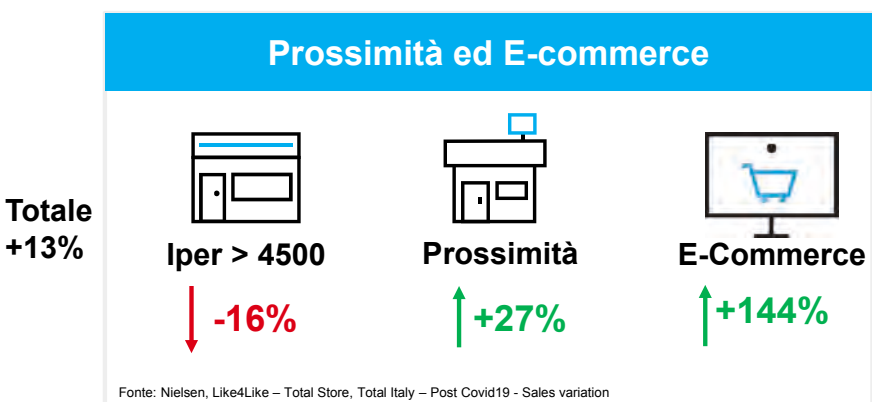 Prossimità ed E-commerce
Totale
+13%
Iper > 4500
Prossimità
E-Commerce
-16%
+27%
+144%
Fonte: Nielsen, Like4Like – Total Store, Total Italy – Post Covid19 - Sales variation